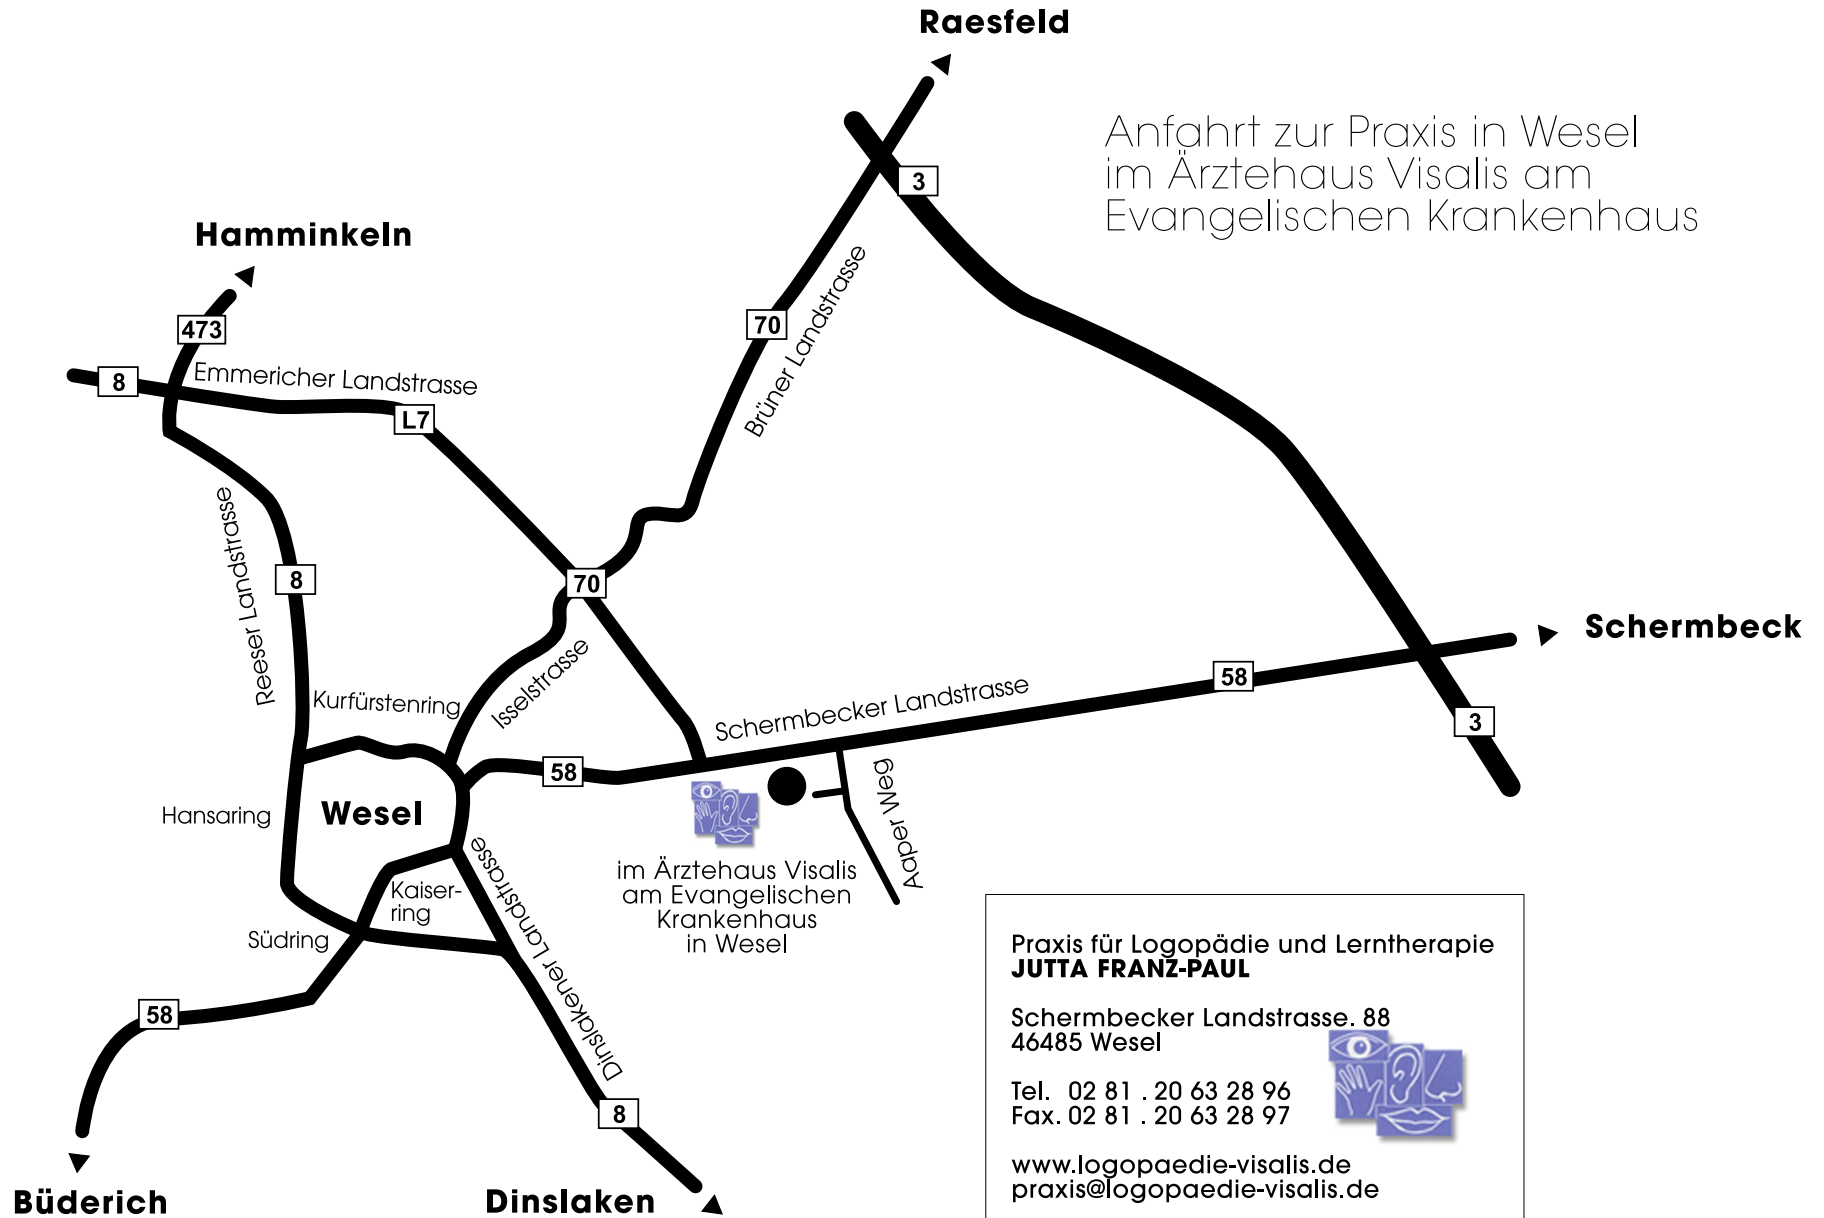 Raesfeld
Anfahrt zur Praxis in Wesel
im Ärztehaus Visalis am
Evangelischen Krankenhaus
3
Hamminkeln
473
8
Emmericher Landstrasse
L7
70
Brüner Landstrasse
Reeser Landstrasse
8
70
Isselstrasse
Kurfürstenring
Schermbeck
58
3
Schermbecker Landstrasse
58
Aaper Weg
Hansaring
Wesel
Kaiser-
ring
Südring
Dinslakener Landstrasse
im Ärztehaus Visalis
am Evangelischen
Krankenhaus
in Wesel
58
8
Büderich
Dinslaken
Praxis für Logopädie und Lerntherapie
JUTTA FRANZ-PAUL
Schermbecker Landstrasse. 88
46485 Wesel
Tel. 02 81 . 20 63 28 96
Fax. 02 81 . 20 63 28 97
www.logopaedie-visalis.de
praxis@logopaedie-visalis.de